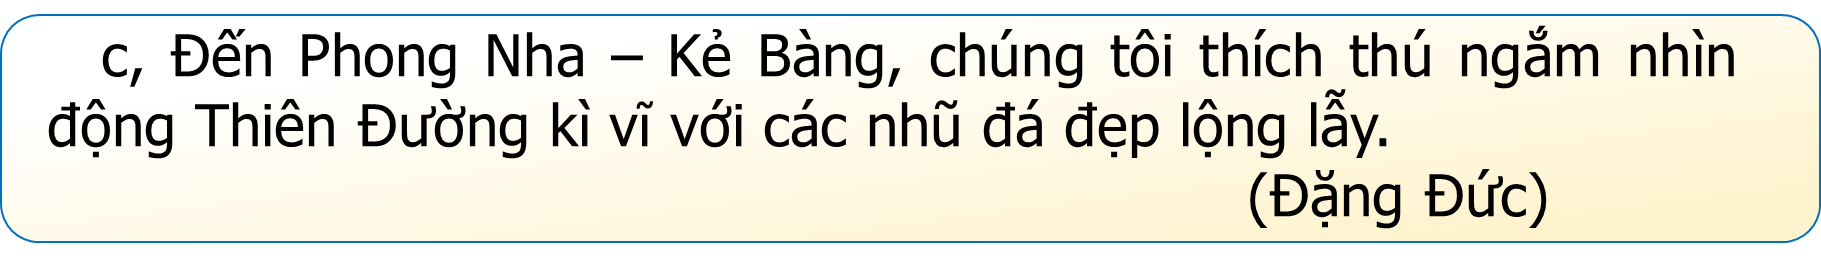 c, Đến Phong Nha – Kẻ Bàng, chúng tôi thích thú ngắm nhìn
động Thiên Đường kì vĩ với các nhũ đá đẹp lộng lẫy.
(Đặng Đức)